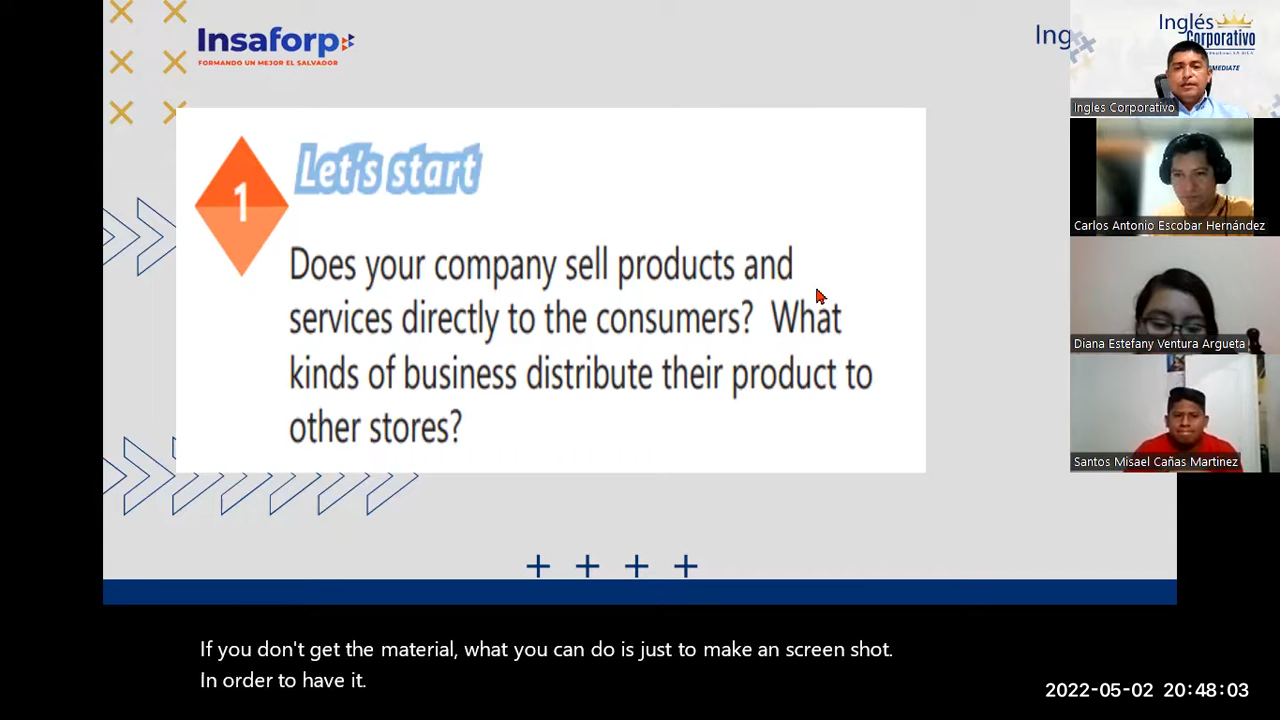 Insaforp
FORMANDO UN MEJOR EL SALVADOR
Ing
Inglés
Corporativo
Ingles Corporativo
Carlos Antonio Escobar Hernández
Diana Estefany Ventura Argueta
Santos Misael Cañas Martinez
1
Let's start
Does your company sell products and
services directly to the consumers? What
kinds of business distribute their product to
other stores?
If you don't get the material, what you can do is just to make an screen shot.
In order to have it.
2022-05-02 20:48:03